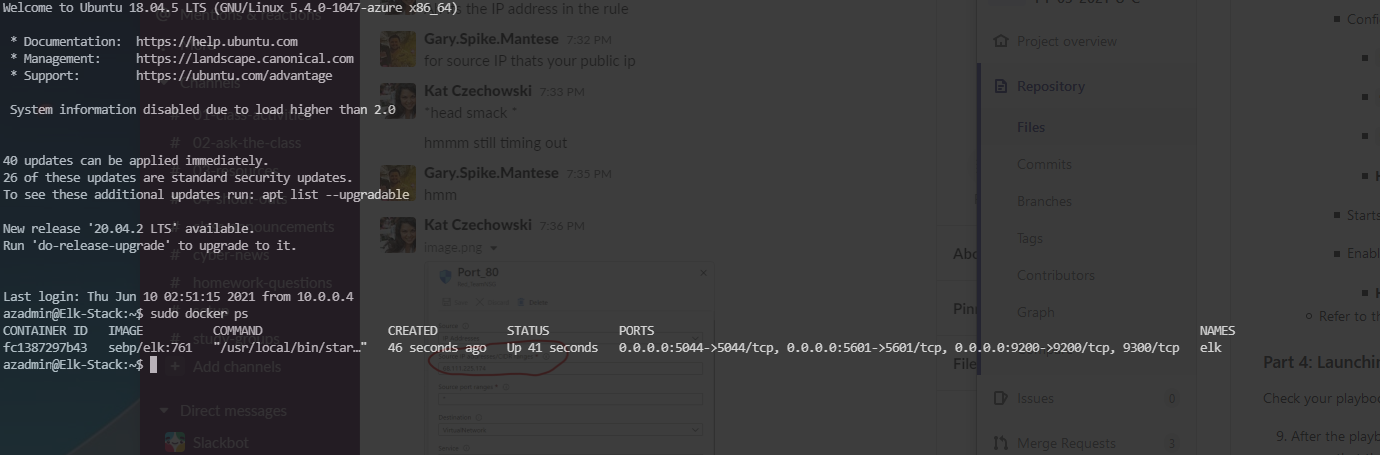 Welcome to Ubuntu 18.04.5 LTS (GNU/Linux 5.4.0-1047-azure x86_64)
* Documentation: https://help.ubuntu.com
* Management: https://landscape.canonical.com
* Support: https://ubuntu.com/advantage
System information disabled due to load higher than 2.0
40 updates can be applied immediately.
26 of these updates are standard security updates.
To see these additional updates run: apt list --upgradable
New release '20.04.2 LTS' available.
Run 'do-release-upgrade' to upgrade to it.
Last login: Thu Jun 10 02:51:15 2021 from 10.0.0.4
azadmin@Elk-Stack:~$ sudo docker ps
CONTAINER ID IMAGE COMMAND CREATED STATUS PORTS NAMES
fc1387297b43 sebp/elk:761 "/usr/local/bin/star…" 46 seconds ago Up 41 seconds 0.0.0.0:5044->5044/tcp, 0.0.0.0:5601->5601/tcp, 0.0.0.0:9200->9200/tcp, 9300/tcp elk
azadmin@Elk-Stack:~$
Mentions & reactions
Channels
# 01-class-activities
# 02-ask-the-class
# cyber-news
# homework-questions
+ Add channels
Direct messages
Slackbot
the IP address in the rule
Gary.Spike.Mantese 7:32 PM
for source IP thats your public ip
Kat Czechowski 7:33 PM
*head smack *
hmmm still timing out
Gary.Spike.Mantese 7:35 PM
hmm
Kat Czechowski 7:36 PM
image.png
Port_80
Delete
Source
Destination
Service
Abo
Pinn
File
Project overview
Repository
Files
Commits
Branches
Tags
Contributors
Graph
Issues 0
Merge Requests 3
Confi
Starts
Enabl
Refer to th
Part 4: Launchin
Check your playbo
9. After the playb